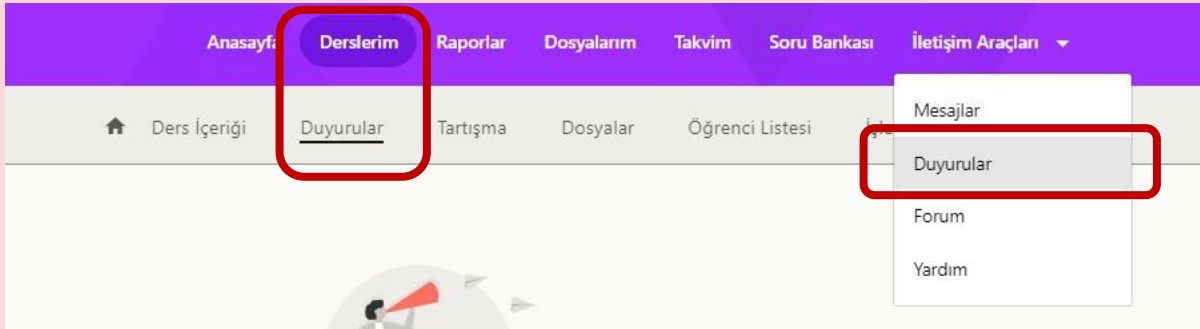 Anasayfa Derslerim Raporlar Dosyalarım Takvim Soru Bankası İletişim Araçları
Ders İçeriği Duyurular Tartışma Dosyalar Öğrenci Listesi
Mesajlar
Duyurular
Forum
Yardım